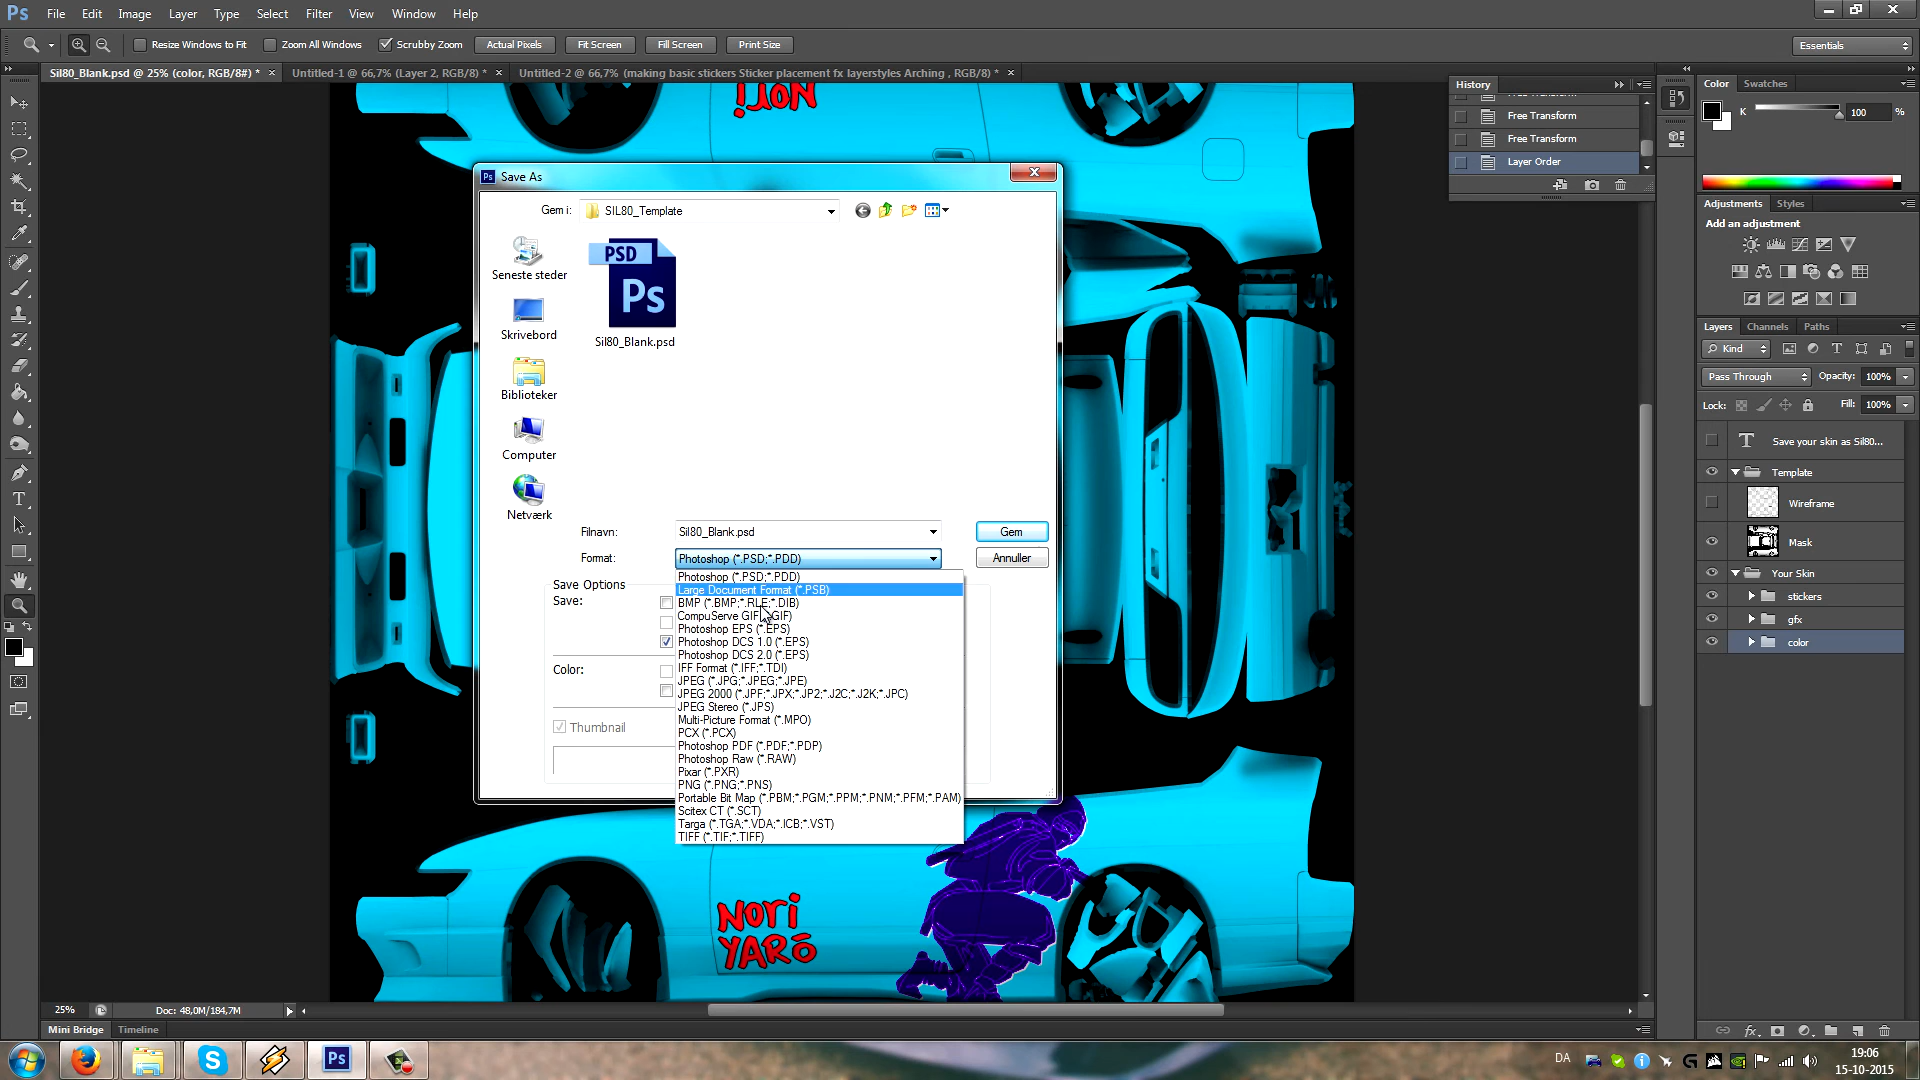 Ps File Edit Image Layer Type Select Filter View Window Help
Resize Windows to Fit Zoom All Windows Scrubby Zoom Actual Pixels Fit Screen Fill Screen Print Size Essentials
Sil80_Blank.psd @ 25% (color, RGB/8#) * Untitled-1 @ 66,7% (Layer 2, RGB/8) * Untitled-2 @ 66,7% (making basic stickers Sticker placement fx layerstyles Arching , RGB/8) *
History
Free Transform
Free Transform
Layer Order
Color Swatches
K 100 %
Adjustments Styles
Add an adjustment
Layers Channels Paths
Kind
Pass Through Opacity: 100%
Lock: Fill: 100%
T Save your skin as Sil80...
Template
Wireframe
Mask
Your Skin
stickers
gfx
color
NORI
Ps Save As
Gem i: SIL80_Template
Seneste steder
Skrivebord
Biblioteker
Computer
Netværk
PSD
Ps
Sil80_Blank.psd
Filnavn: Sil80_Blank.psd Gem
Format: Photoshop (*.PSD;*.PDD) Annuller
Save Options
Save:
Color:
Thumbnail
Photoshop (*.PSD;*.PDD)
Large Document Format (*.PSB)
BMP (*.BMP;*.RLE;*.DIB)
CompuServe GIF (*.GIF)
Photoshop EPS (*.EPS)
Photoshop DCS 1.0 (*.EPS)
Photoshop DCS 2.0 (*.EPS)
IFF Format (*.IFF;*.TDI)
JPEG (*.JPG;*.JPEG;*.JPE)
JPEG 2000 (*.JPF;*.JPX;*.JP2;*.J2C;*.J2K;*.JPC)
JPEG Stereo (*.JPS)
Multi-Picture Format (*.MPO)
PCX (*.PCX)
Photoshop PDF (*.PDF;*.PDP)
Photoshop Raw (*.RAW)
Pixar (*.PXR)
PNG (*.PNG;*.PNS)
Portable Bit Map (*.PBM;*.PGM;*.PPM;*.PNM;*.PFM;*.PAM)
Scitex CT (*.SCT)
Targa (*.TGA;*.VDA;*.ICB;*.VST)
TIFF (*.TIF;*.TIFF)
NORi
YARō
25% Doc: 48,0M/184,7M
Mini Bridge Timeline
Ps
DA
19:06
15-10-2015